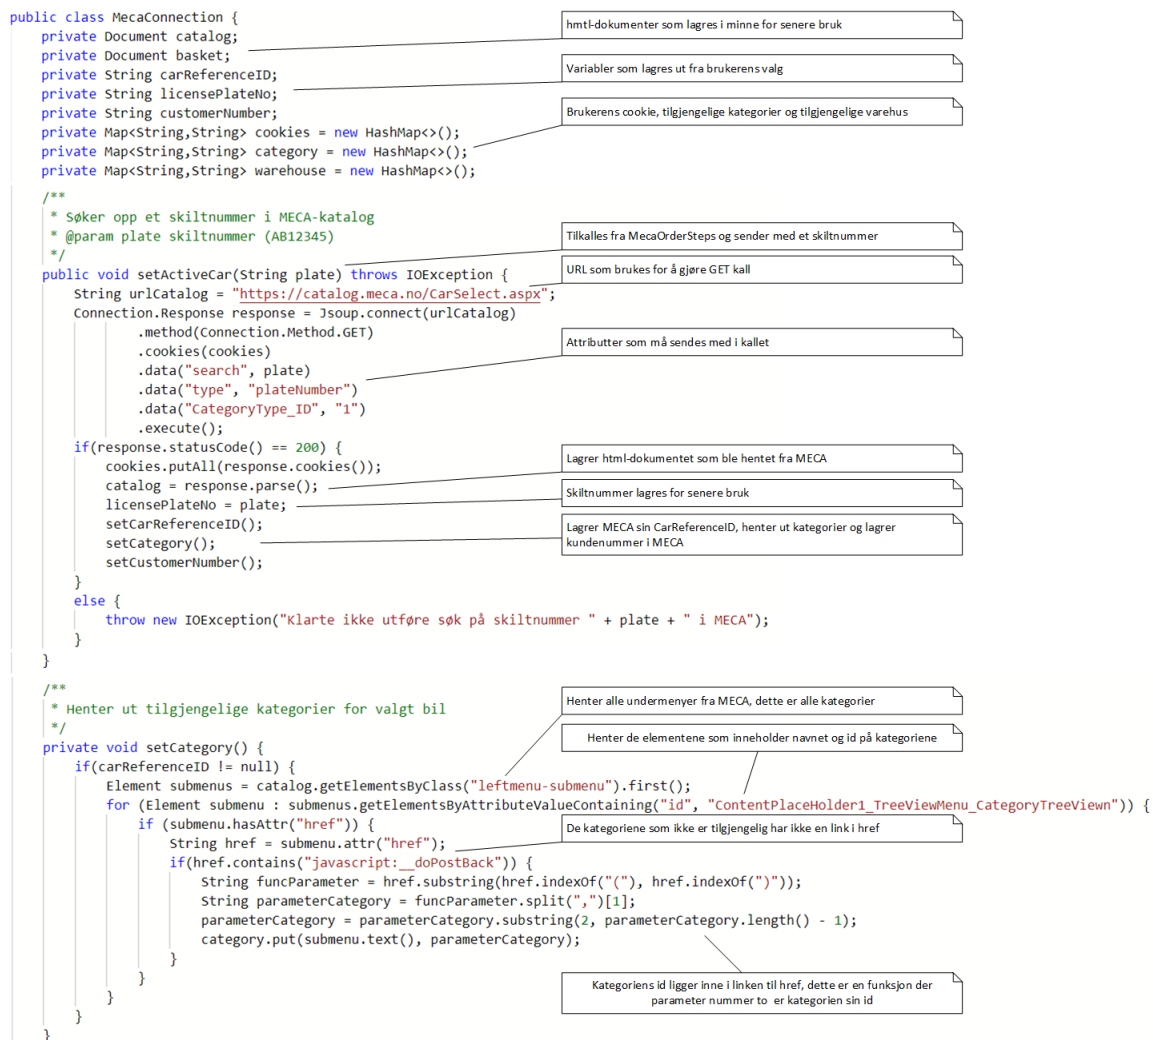 public class MecaConnection {
private Document catalog;
private Document basket;
private String carReferenceID;
private String licensePlateNo;
private String customerNumber;
private Map<String,String> cookies = new HashMap<>();
private Map<String,String> category = new HashMap<>();
private Map<String,String> warehouse = new HashMap<>();
hmtl-dokumenter som lagres i minne for senere bruk
Variabler som lagres ut fra brukerens valg
Brukerens cookie, tilgjengelige kategorier og tilgjengelige varehus
/**
* Søker opp et skiltnummer i MECA-katalog
* @param plate skiltnummer (AB12345)
*/
public void setActiveCar(String plate) throws IOException {
String urlCatalog = "https://catalog.meca.no/CarSelect.aspx";
Connection.Response response = Jsoup.connect(urlCatalog)
.method(Connection.Method.GET)
.cookies(cookies)
.data("search", plate)
.data("type", "plateNumber")
.data("CategoryType_ID", "1")
.execute();
if(response.statusCode() == 200) {
cookies.putAll(response.cookies());
catalog = response.parse();
licensePlateNo = plate;
setCarReferenceID();
setCategory();
setCustomerNumber();
}
else {
throw new IOException("Klarte ikke utføre søk på skiltnummer " + plate + " i MECA");
}
}
Tilkalles fra MecaOrderSteps og sender med et skiltnummer
URL som brukes for å gjøre GET kall
Attributter som må sendes med i kallet
Lagrer html-dokumentet som ble hentet fra MECA
Skiltnummer lagres for senere bruk
Lagrer MECA sin CarReferenceID, henter ut kategorier og lagrer
kundenummer i MECA
/**
* Henter ut tilgjengelige kategorier for valgt bil
*/
private void setCategory() {
if(carReferenceID != null) {
Element submenus = catalog.getElementsByClass("leftmenu-submenu").first();
for (Element submenu : submenus.getElementsByAttributeValueContaining("id", "ContentPlaceHolder1_TreeViewMenu_CategoryTreeViewn")) {
if (submenu.hasAttr("href")) {
String href = submenu.attr("href");
if(href.contains("javascript:__doPostBack")) {
String funcParameter = href.substring(href.indexOf("("), href.indexOf(")"));
String parameterCategory = funcParameter.split(",")[1];
parameterCategory = parameterCategory.substring(2, parameterCategory.length() - 1);
category.put(submenu.text(), parameterCategory);
}
}
}
}
}
Henter alle undermenyer fra MECA, dette er alle kategorier
Henter de elementene som inneholder navnet og id på kategoriene
De kategoriene som ikke er tilgjengelig har ikke en link i href
Kategoriens id ligger inne i linken til href, dette er en funksjon der
parameter nummer to er kategorien sin id